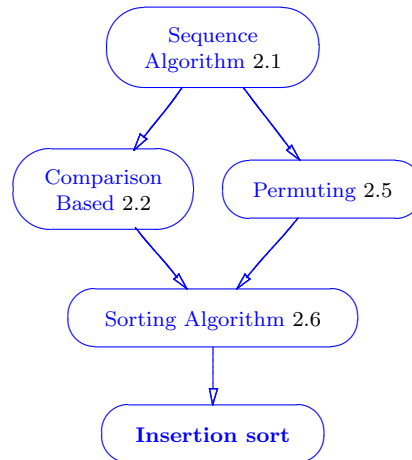 Sequence
Algorithm 2.1
Comparison
Based 2.2
Permuting 2.5
Sorting Algorithm 2.6
Insertion sort